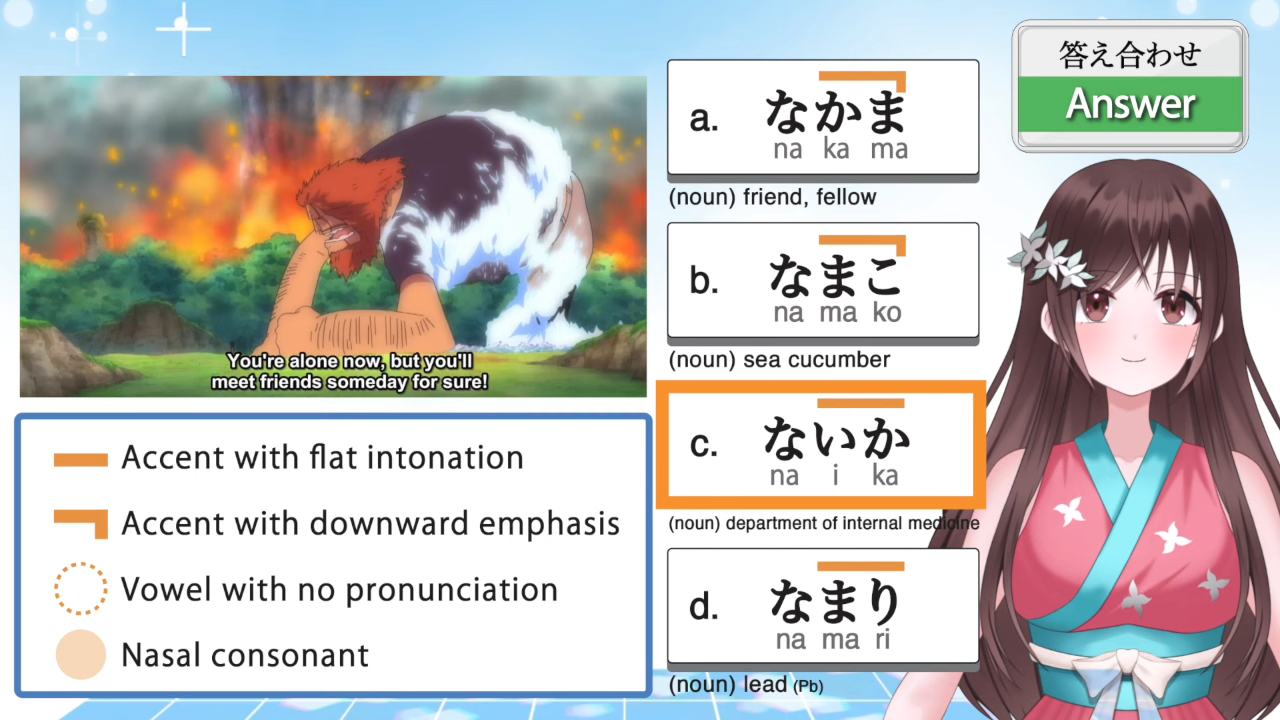 You're alone now, but you'll
meet friends someday for sure!
Accent with flat intonation
Accent with downward emphasis
Vowel with no pronunciation
Nasal consonant
a. なかま
na ka ma
(noun) friend, fellow
b. なまこ
na ma ko
(noun) sea cucumber
c. ないか
na i ka
(noun) department of internal medicine
d. なまり
na ma ri
(noun) lead (Pb)
答え合わせ
Answer